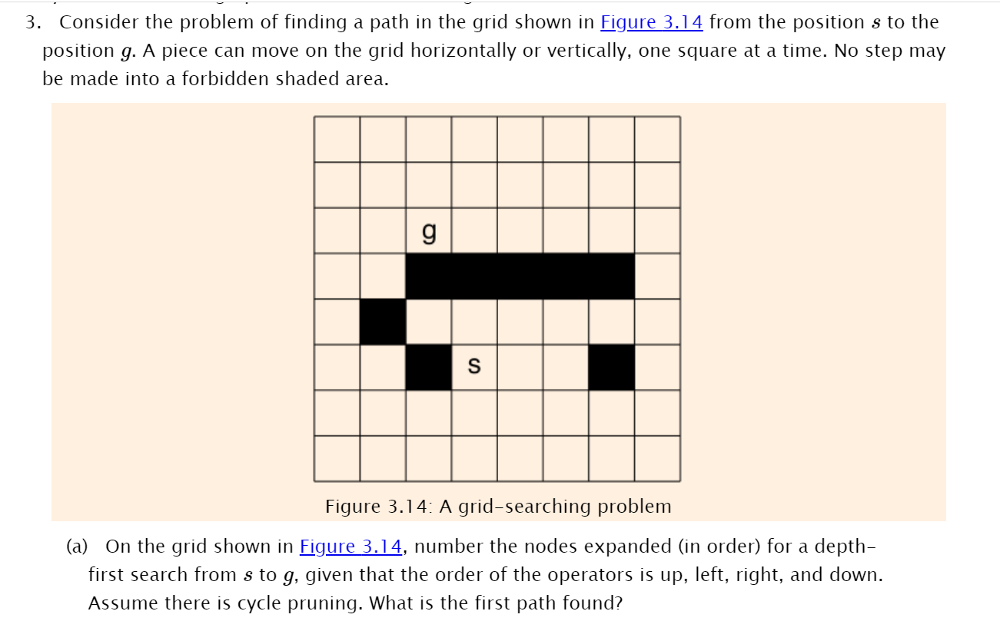 3. Consider the problem of finding a path in the grid shown in Figure 3.14 from the position s to the
position g. A piece can move on the grid horizontally or vertically, one square at a time. No step may
be made into a forbidden shaded area.
g
s
Figure 3.14: A grid-searching problem
(a) On the grid shown in Figure 3.14, number the nodes expanded (in order) for a depth-
first search from s to g, given that the order of the operators is up, left, right, and down.
Assume there is cycle pruning. What is the first path found?